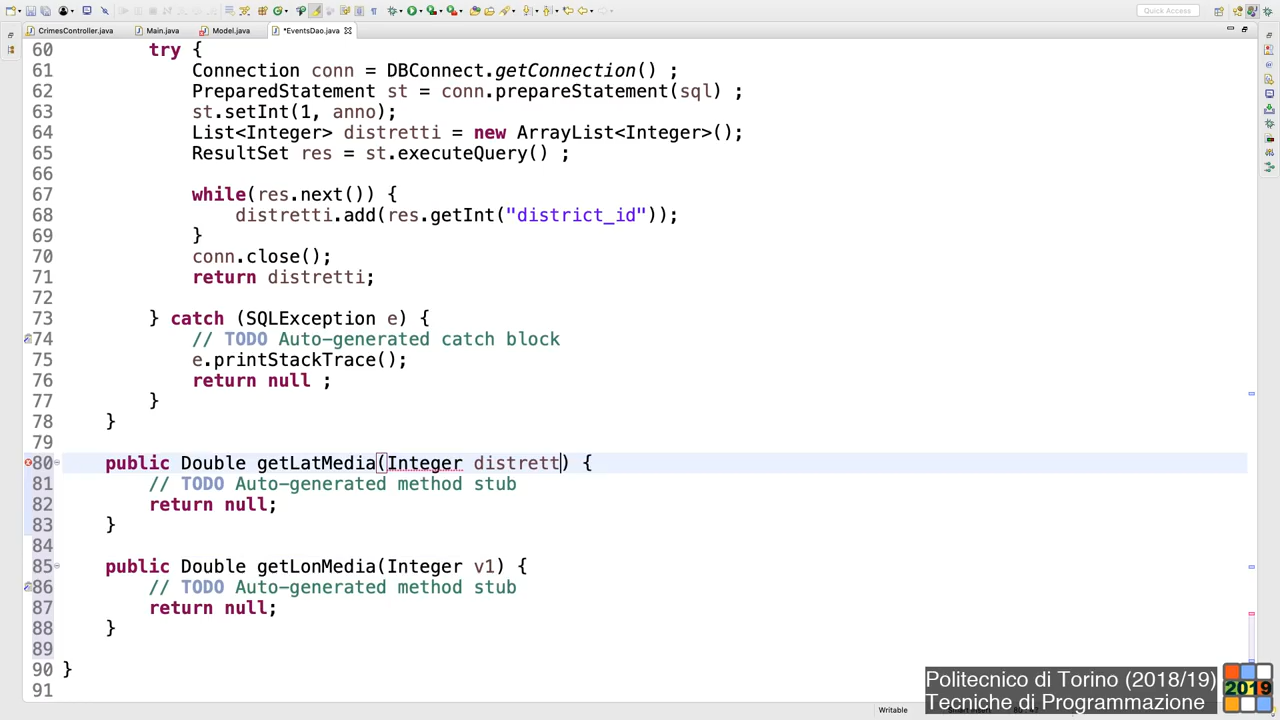 Quick Access
CrimesController.java
Main.java
Model.java
*EventsDao.java
60 try {
61 Connection conn = DBConnect.getConnection() ;
62 PreparedStatement st = conn.prepareStatement(sql) ;
63 st.setInt(1, anno);
64 List<Integer> distretti = new ArrayList<Integer>();
65 ResultSet res = st.executeQuery() ;
66
67 while(res.next()) {
68 distretti.add(res.getInt("district_id"));
69 }
70 conn.close();
71 return distretti;
72
73 } catch (SQLException e) {
74 // TODO Auto-generated catch block
75 e.printStackTrace();
76 return null ;
77 }
78 }
79
80 public Double getLatMedia(Integer distrett) {
81 // TODO Auto-generated method stub
82 return null;
83 }
84
85 public Double getLonMedia(Integer v1) {
86 // TODO Auto-generated method stub
87 return null;
88 }
89
90 }
91
Politecnico di Torino (2018/19)
Tecniche di Programmazione
2019
Writable